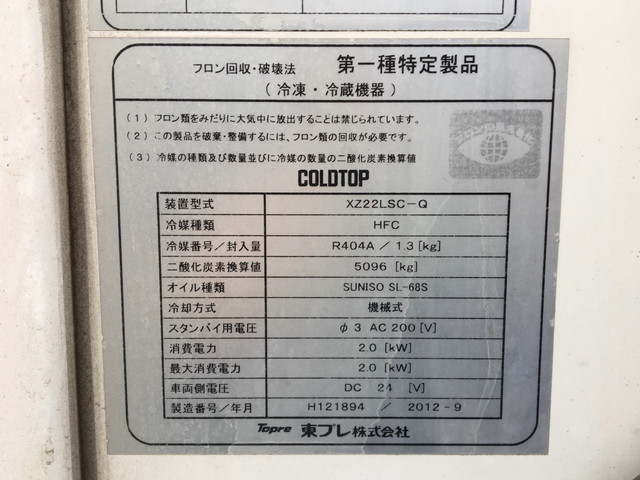 フロン回収・破壊法 第一種特定製品
(冷凍・冷蔵機器)
(1) フロン類をみだりに大気中に放出することは禁じられています。
(2) この製品を破棄・整備するには、フロン類の回収が必要です。
(3) 冷媒の種類及び数量並びに冷媒の数量の二酸化炭素換算値
COLDTOP
装置型式 XZ22LSC-Q
冷媒種類 HFC
冷媒番号/封入量 R404A / 1.3 [kg]
二酸化炭素換算値 5096 [kg]
オイル種類 SUNISO SL-68S
冷却方式 機械式
スタンバイ用電圧 φ3 AC 200 [V]
消費電力 2.0 [kW]
最大消費電力 2.0 [kW]
車両側電圧 DC 24 [V]
製造番号/年月 H121894 / 2012-9
Topre 東プレ株式会社